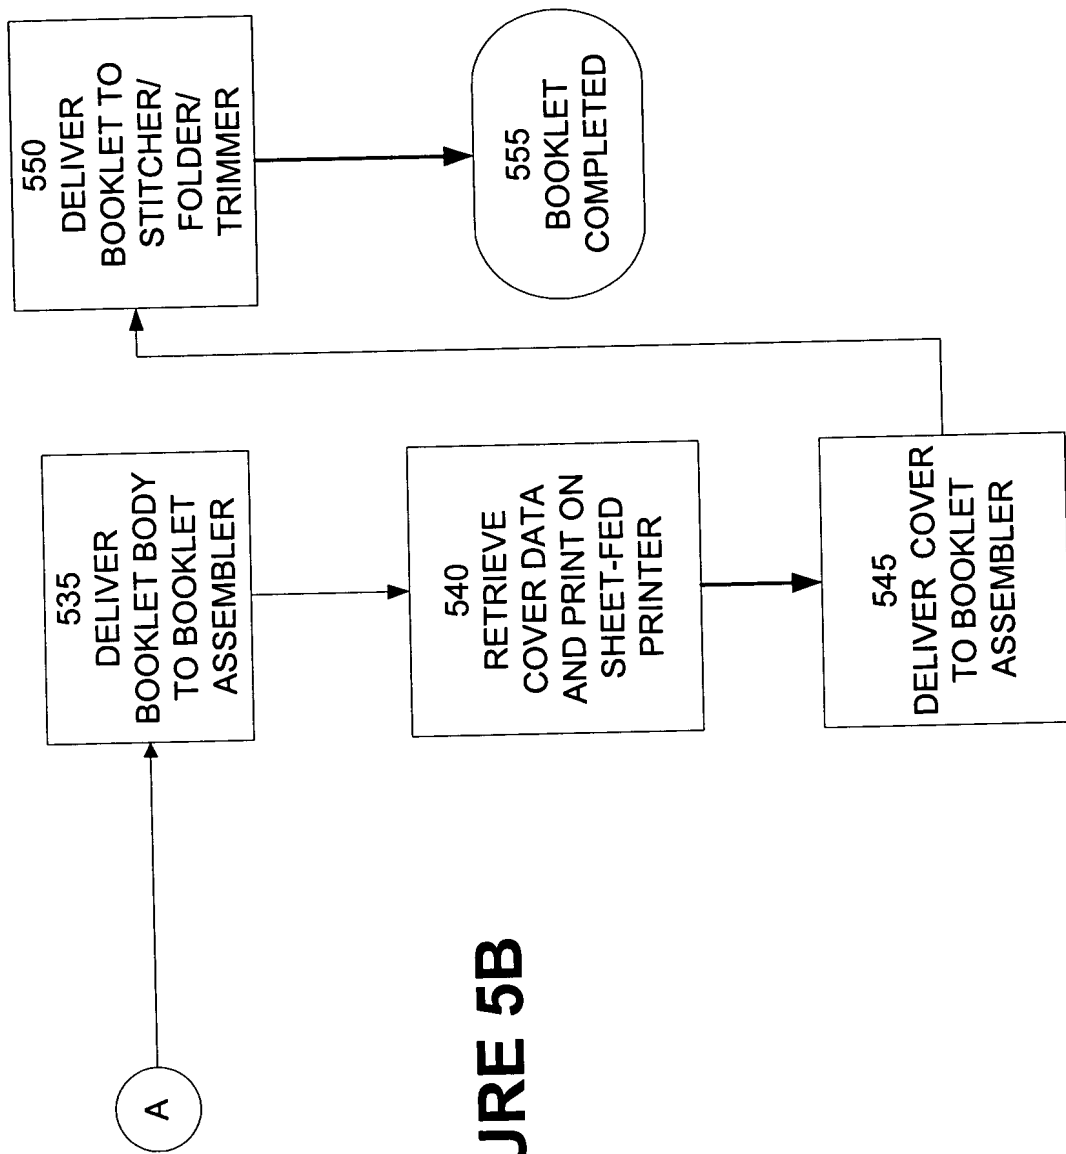 A
535
DELIVER
BOOKLET BODY
TO BOOKLET
ASSEMBLER
540
RETRIEVE
COVER DATA
AND PRINT ON
SHEET-FED
PRINTER
545
DELIVER COVER
TO BOOKLET
ASSEMBLER
550
DELIVER
BOOKLET TO
STITCHER/
FOLDER/
TRIMMER
555
BOOKLET
COMPLETED
URE 5B